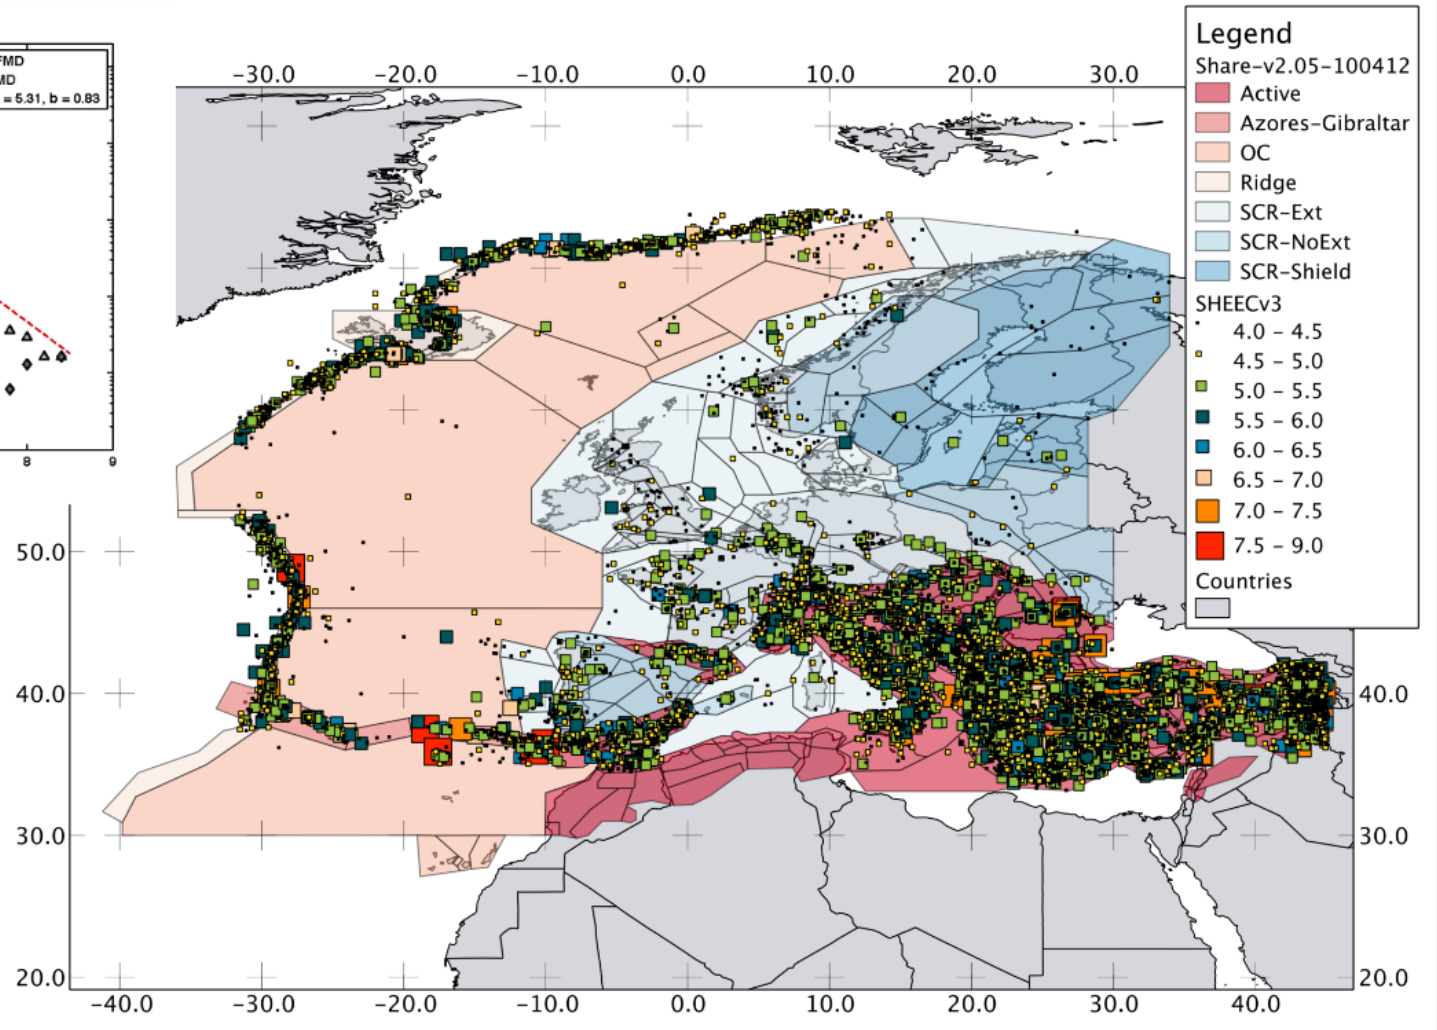 FMD
MD
= 5.31, b = 0.83
8 9
Legend
Share-v2.05-100412
Active
Azores-Gibraltar
OC
Ridge
SCR-Ext
SCR-NoExt
SCR-Shield
SHEECv3
4.0 - 4.5
4.5 - 5.0
5.0 - 5.5
5.5 - 6.0
6.0 - 6.5
6.5 - 7.0
7.0 - 7.5
7.5 - 9.0
Countries
-30.0 -20.0 -10.0 0.0 10.0 20.0 30.0
50.0
40.0 40.0
30.0 30.0
20.0 20.0
-40.0 -30.0 -20.0 -10.0 0.0 10.0 20.0 30.0 40.0